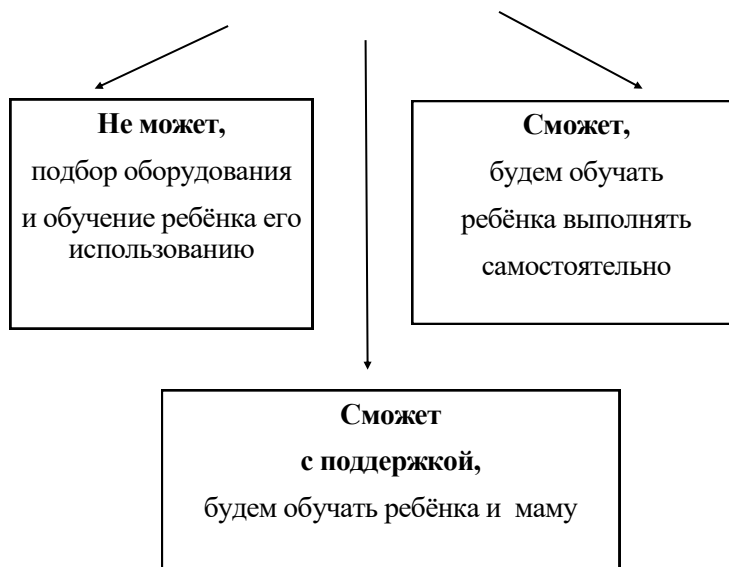 Не может,
подбор оборудования
и обучение ребёнка его
использованию
Сможет,
будем обучать
ребёнка выполнять
самостоятельно
Сможет
с поддержкой,
будем обучать ребёнка и маму